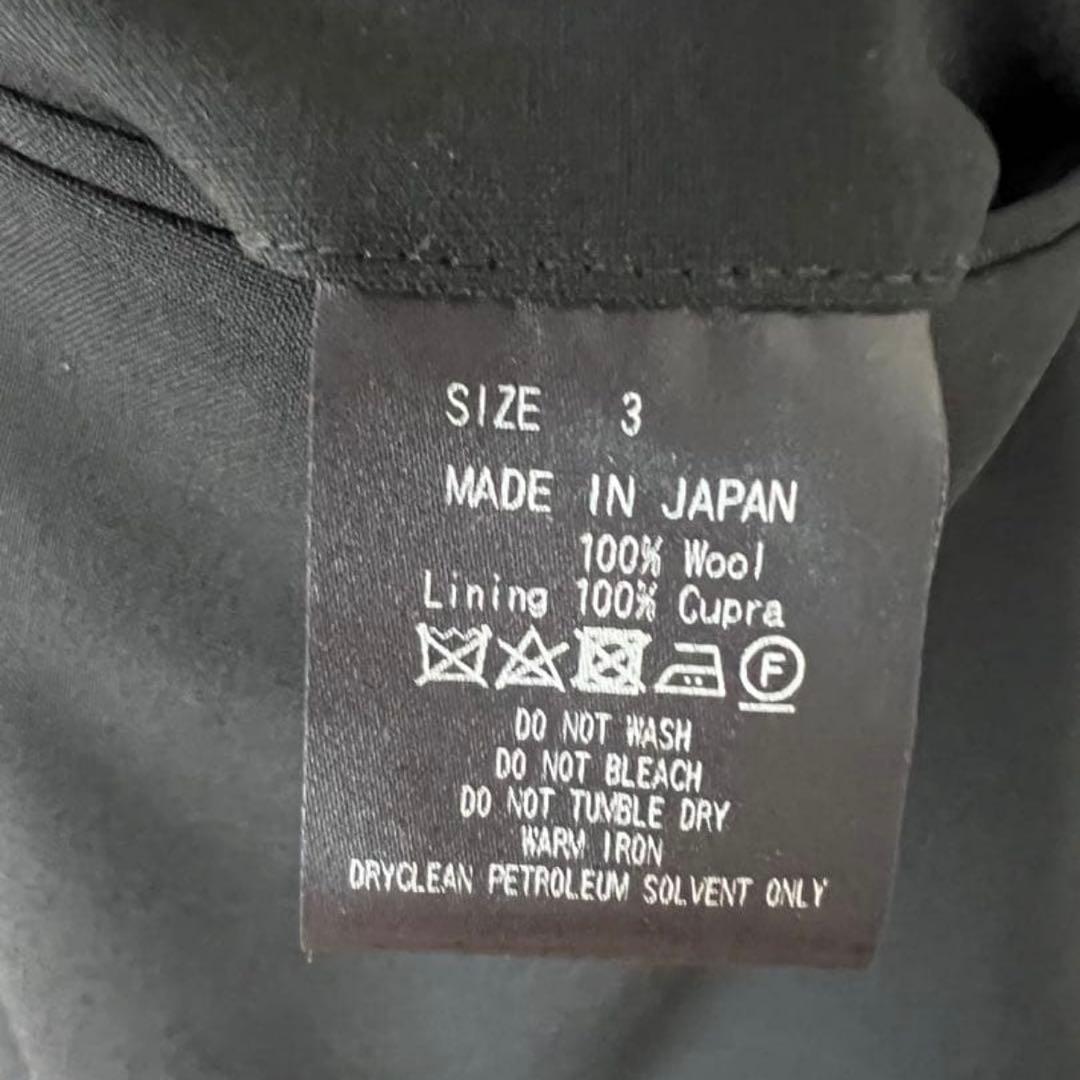 SIZE 3
MADE IN JAPAN
100% Wool
Lining 100% Cupra
F
DO NOT WASH
DO NOT BLEACH
DO NOT TUMBLE DRY
WARM IRON
DRYCLEAN PETROLEUM SOLVENT ONLY